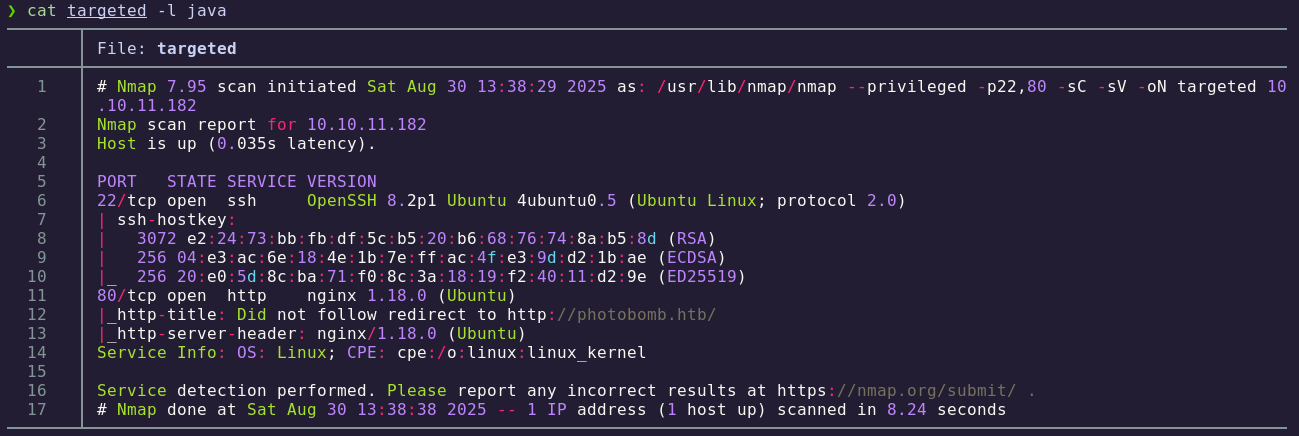 ❯ cat targeted -l java
File: targeted
1 # Nmap 7.95 scan initiated Sat Aug 30 13:38:29 2025 as: /usr/lib/nmap/nmap --privileged -p22,80 -sC -sV -oN targeted 10
.10.11.182
2 Nmap scan report for 10.10.11.182
3 Host is up (0.035s latency).
4
5 PORT   STATE SERVICE VERSION
6 22/tcp open  ssh     OpenSSH 8.2p1 Ubuntu 4ubuntu0.5 (Ubuntu Linux; protocol 2.0)
7 | ssh-hostkey:
8 |   3072 e2:24:73:bb:fb:df:5c:b5:20:b6:68:76:74:8a:b5:8d (RSA)
9 |   256 04:e3:ac:6e:18:4e:1b:7e:ff:ac:4f:e3:9d:d2:1b:ae (ECDSA)
10 |_  256 20:e0:5d:8c:ba:71:f0:8c:3a:18:19:f2:40:11:d2:9e (ED25519)
11 80/tcp open  http    nginx 1.18.0 (Ubuntu)
12 |_http-title: Did not follow redirect to http://photobomb.htb/
13 |_http-server-header: nginx/1.18.0 (Ubuntu)
14 Service Info: OS: Linux; CPE: cpe:/o:linux:linux_kernel
15
16 Service detection performed. Please report any incorrect results at https://nmap.org/submit/ .
17 # Nmap done at Sat Aug 30 13:38:38 2025 -- 1 IP address (1 host up) scanned in 8.24 seconds